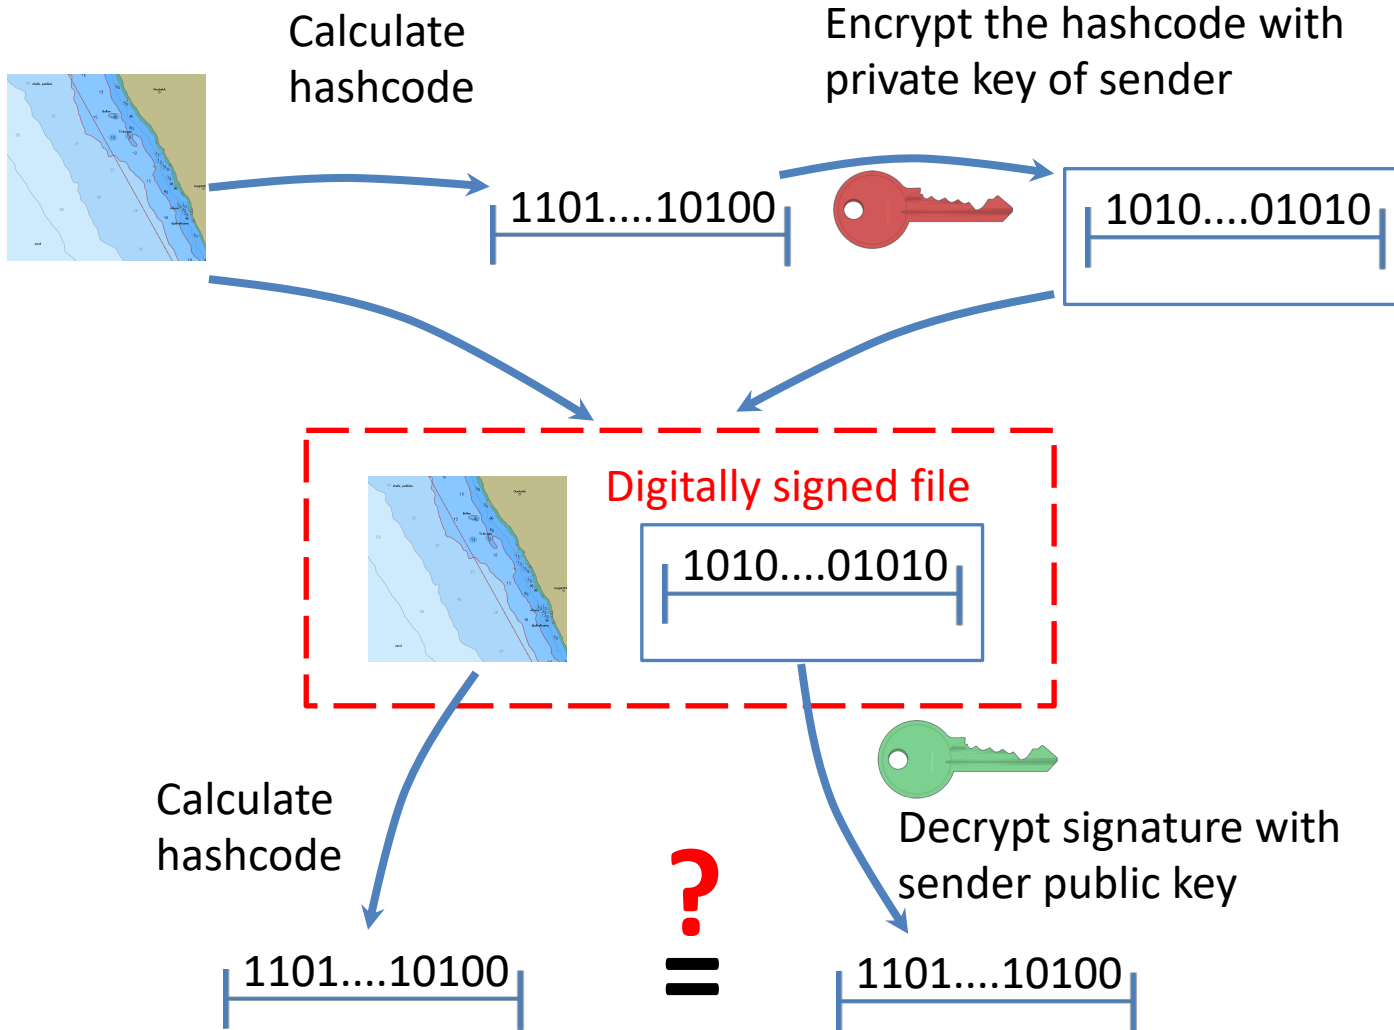 Calculate
hashcode
Encrypt the hashcode with
private key of sender
1101....10100
1010....01010
Digitally signed file
1010....01010
Calculate
hashcode
Decrypt signature with
sender public key
?
=
1101....10100
1101....10100